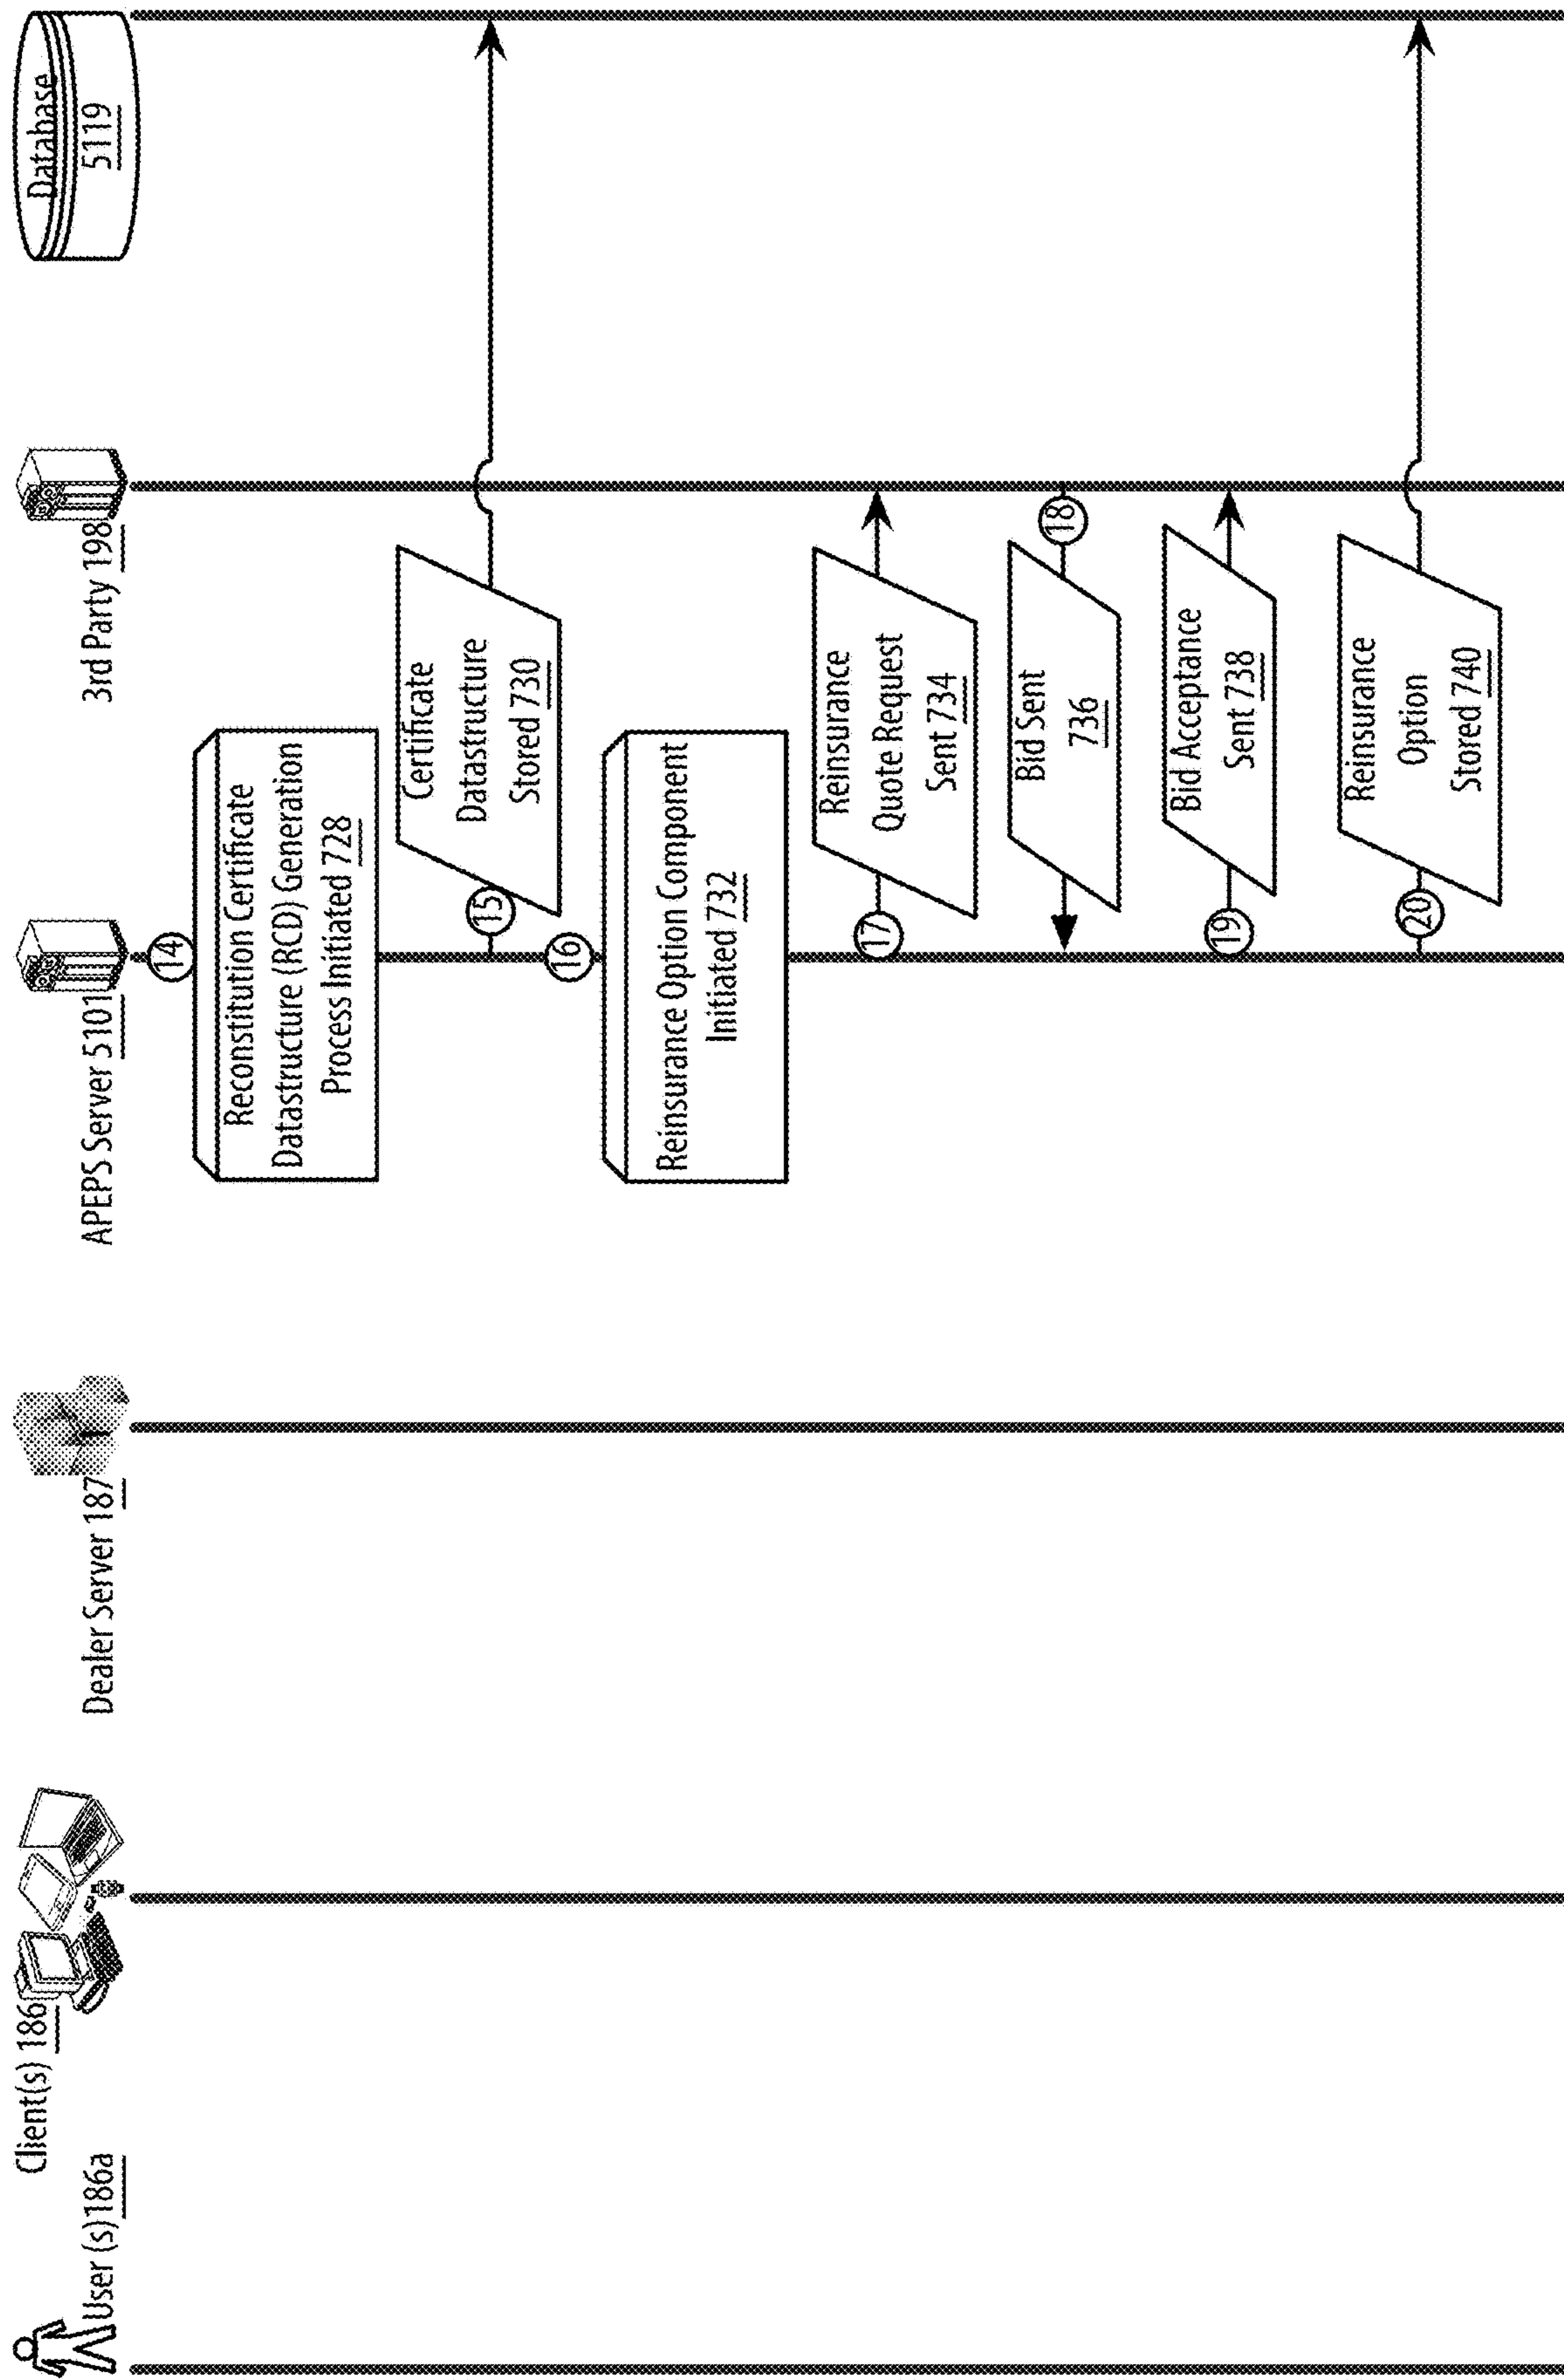 User (s)186a
Client(s) 186
Dealer Server 187
APEPS Server 5101
3rd Party 198
Database
5119
14
Reconstitution Certificate
Datastructure (RCD) Generation
Process Initiated 728
15
Certificate
Datastructure
Stored 730
16
Reinsurance Option Component
Initiated 732
17
Reinsurance
Quote Request
Sent 734
Bid Sent
736
18
19
Bid Acceptance
Sent 738
20
Reinsurance
Option
Stored 740